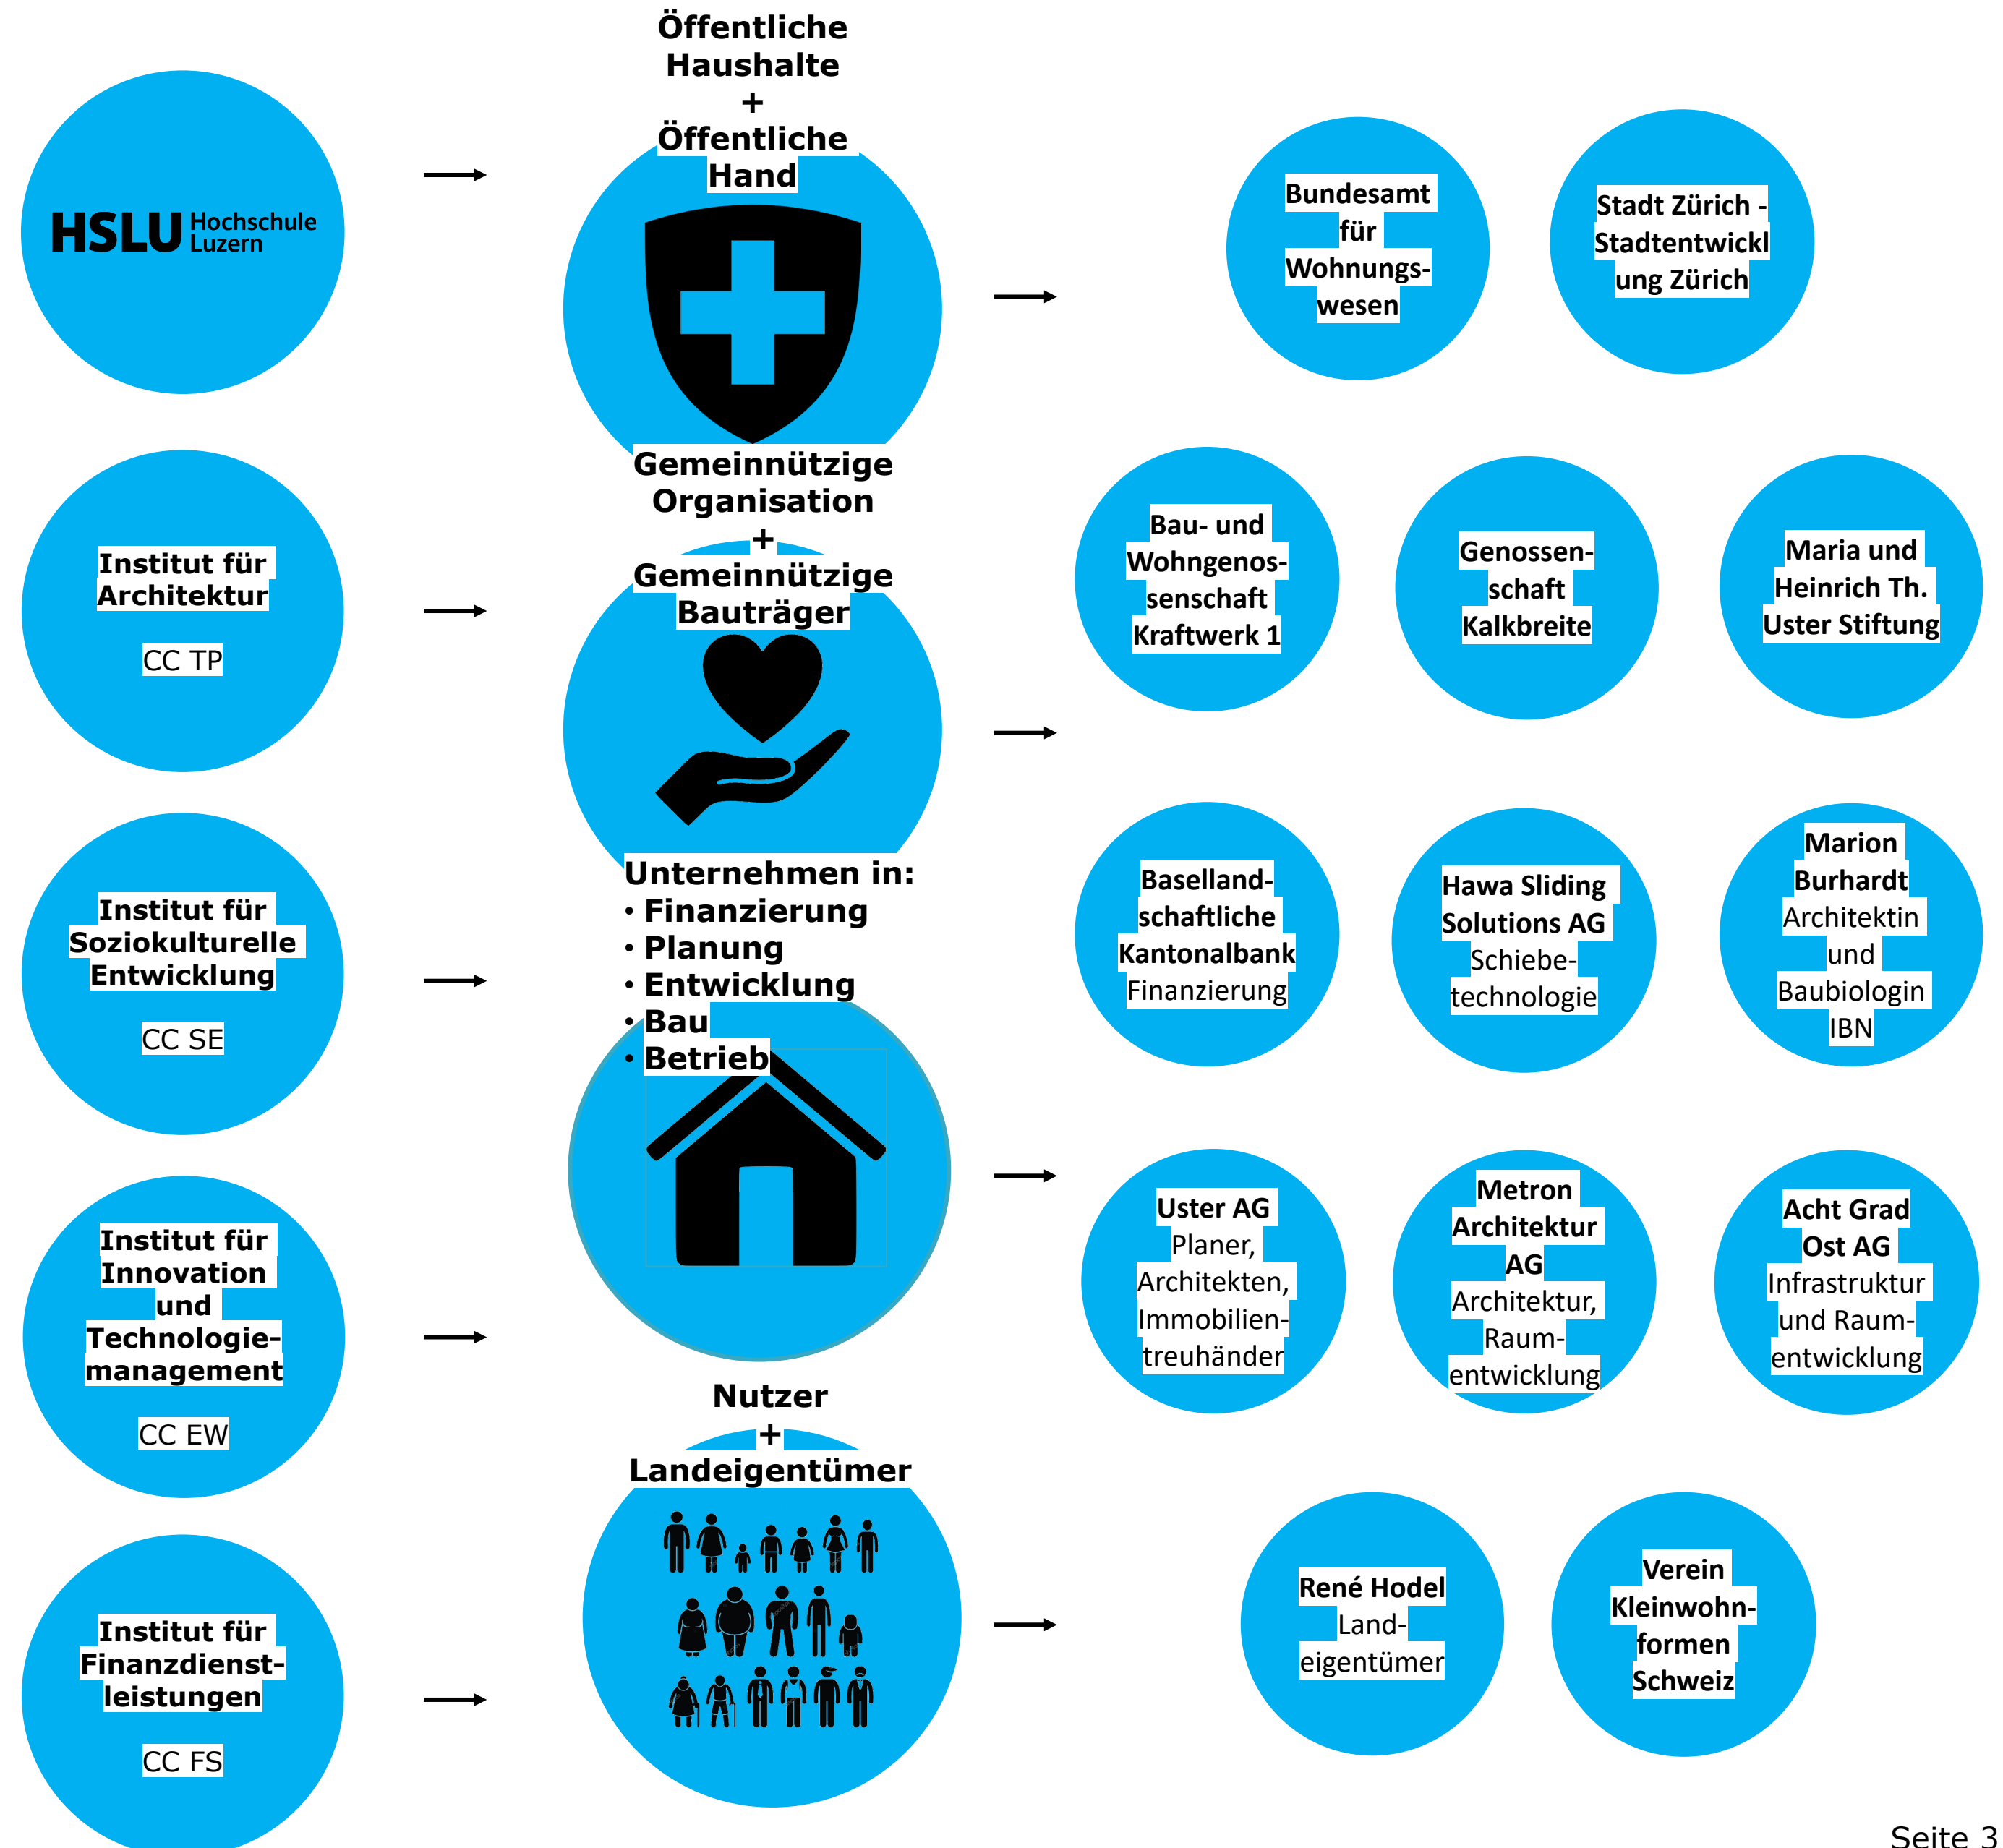 HSLU Hochschule
Luzern
Institut für
Architektur
CC TP
Institut für
Soziokulturelle
Entwicklung
CC SE
Institut für
Innovation
und
Technologie-
management
CC EW
Institut für
Finanzdienst-
leistungen
CC FS
Öffentliche
Haushalte
+
Öffentliche
Hand
Gemeinnützige
Organisation
+
Gemeinnützige
Bauträger
Unternehmen in:
• Finanzierung
• Planung
• Entwicklung
• Bau
• Betrieb
Nutzer
+
Landeigentümer
Bundesamt
für
Wohnungs-
wesen
Stadt Zürich -
Stadtentwickl
ung Zürich
Bau- und
Wohngenos-
senschaft
Kraftwerk 1
Genossen-
schaft
Kalkbreite
Maria und
Heinrich Th.
Uster Stiftung
Baselland-
schaftliche
Kantonalbank
Finanzierung
Hawa Sliding
Solutions AG
Schiebe-
technologie
Marion
Burhardt
Architektin
und
Baubiologin
IBN
Uster AG
Planer,
Architekten,
Immobilien-
treuhänder
Metron
Architektur
AG
Architektur,
Raum-
entwicklung
Acht Grad
Ost AG
Infrastruktur
und Raum-
entwicklung
René Hodel
Land-
eigentümer
Verein
Kleinwohn-
formen
Schweiz
Seite 3